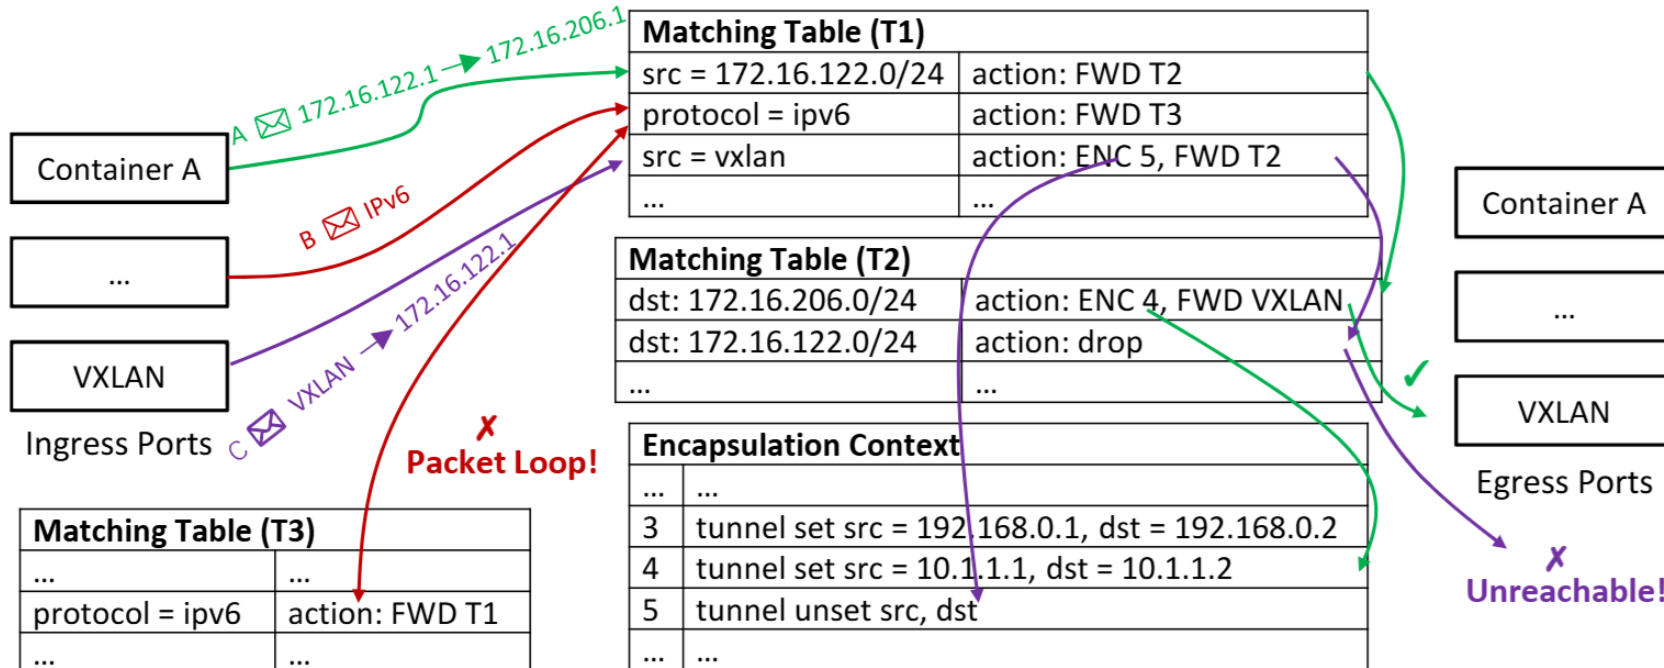 A ✉ 172.16.122.1 → 172.16.206.1
B ✉ IPv6
C ✉ VXLAN → 172.16.122.1
Container A
...
VXLAN
Ingress Ports
Matching Table (T1)
src = 172.16.122.0/24 action: FWD T2
protocol = ipv6 action: FWD T3
src = vxlan action: ENC 5, FWD T2
... ...
Matching Table (T2)
dst: 172.16.206.0/24 action: ENC 4, FWD VXLAN
dst: 172.16.122.0/24 action: drop
... ...
Encapsulation Context
... ...
3 tunnel set src = 192.168.0.1, dst = 192.168.0.2
4 tunnel set src = 10.1.1.1, dst = 10.1.1.2
5 tunnel unset src, dst
... ...
✗
Packet Loop!
Matching Table (T3)
... ...
protocol = ipv6 action: FWD T1
... ...
Container A
...
✓
VXLAN
Egress Ports
✗
Unreachable!